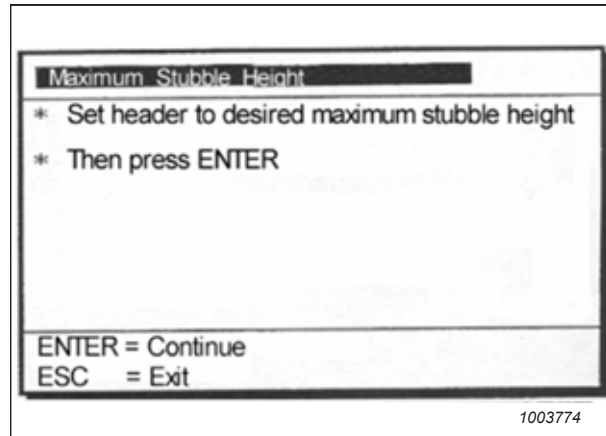 Maximum Stubble Height
* Set header to desired maximum stubble height
* Then press ENTER
ENTER = Continue
ESC = Exit
1003774